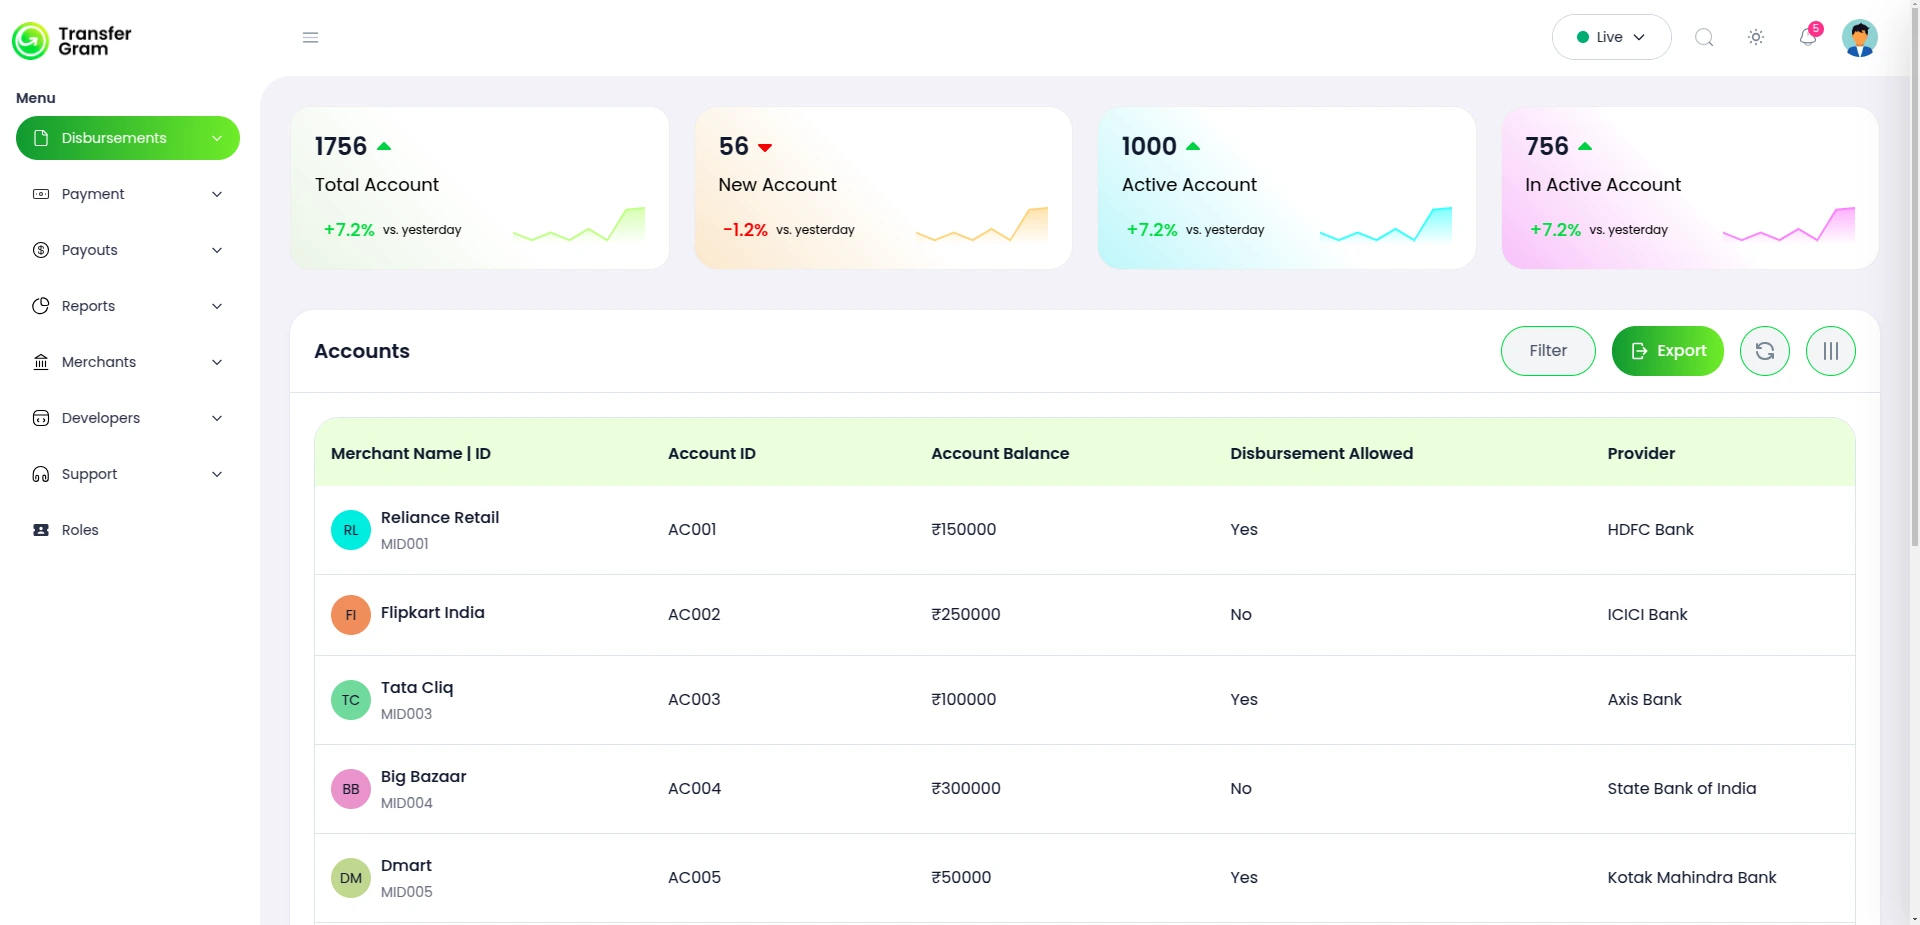 Transfer
Gram
Live
5
Menu
Disbursements
Payment
Payouts
Reports
Merchants
Developers
Support
Roles
1756
Total Account
+7.2% vs. yesterday
56
New Account
-1.2% vs. yesterday
1000
Active Account
+7.2% vs. yesterday
756
In Active Account
+7.2% vs. yesterday
Accounts
Filter
Export
Merchant Name | ID Account ID Account Balance Disbursement Allowed Provider
RL Reliance Retail AC001 ₹150000 Yes HDFC Bank
MID001
FI Flipkart India AC002 ₹250000 No ICICI Bank
TC Tata Cliq AC003 ₹100000 Yes Axis Bank
MID003
BB Big Bazaar AC004 ₹300000 No State Bank of India
MID004
DM Dmart AC005 ₹50000 Yes Kotak Mahindra Bank
MID005